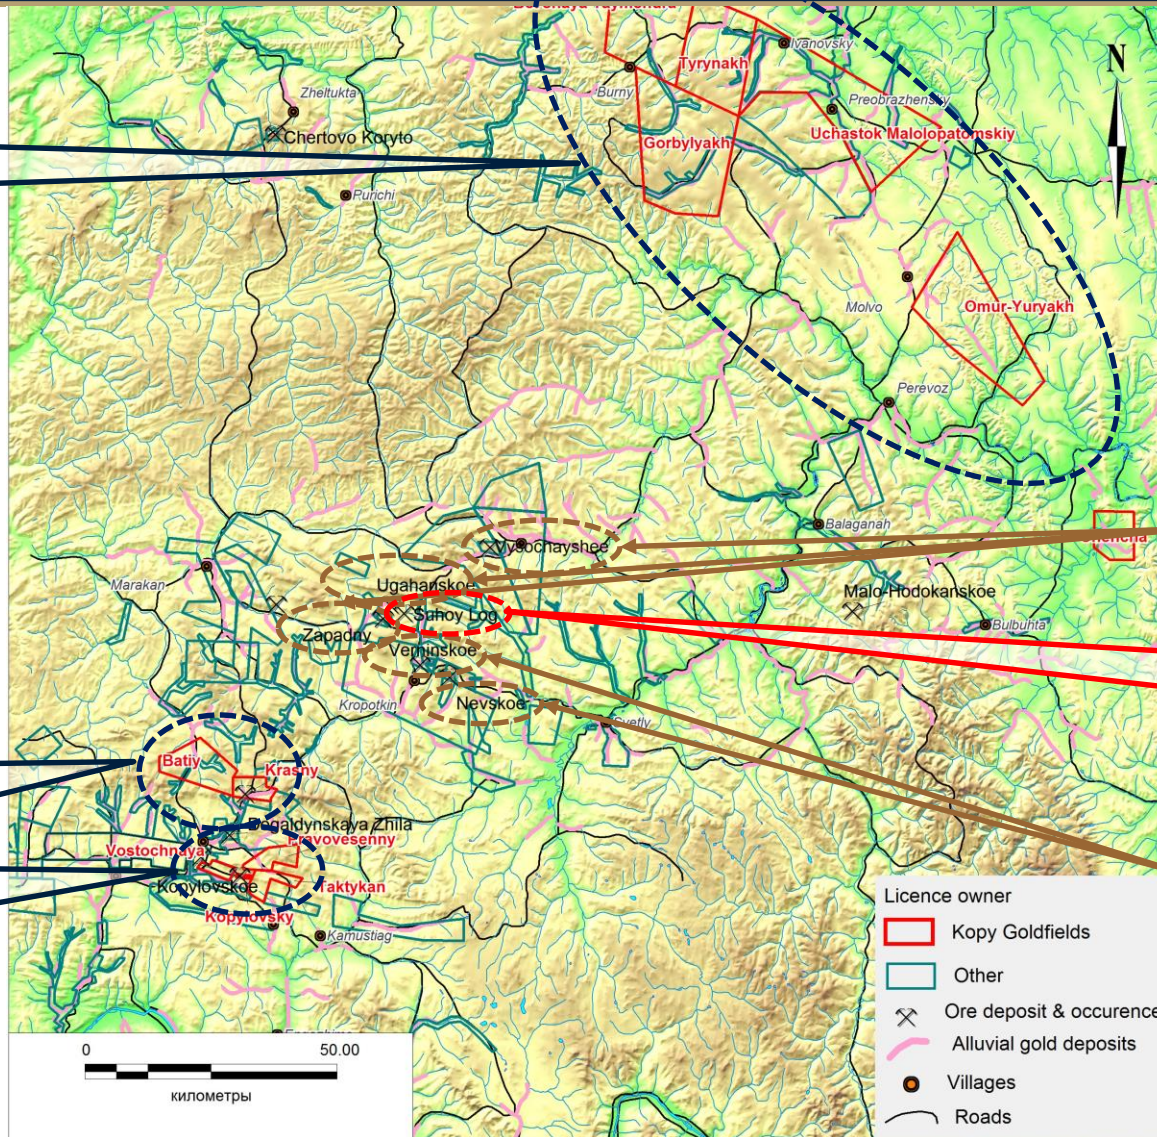 Tyrynakh
Ivanovsky
Burny
Zheltukta
Preobrazhensky
N
Chertovo Koryto
Uchastok Malolopatomskiy
Gorbylyakh
Purichi
Molvo
Omur-Yuryakh
Perevoz
Balaganah
Vysochayshee
Marakan
Ugahanskoe
Malo-Hodokanskoe
Suhoy Log
Bulbuhta
Zapadny
Verninskoe
Kropotkin
Nevskoe
Svetly
Batiy
Krasny
Dogaldynskaya Zhila
Pravovesenny
Vostochnaya
Kopylovskoe
Taktykan
Kopylovsky
Kamustiag
Licence owner
Kopy Goldfields
Other
Ore deposit & occurence
Alluvial gold deposits
Villages
Roads
0 50.00
километры